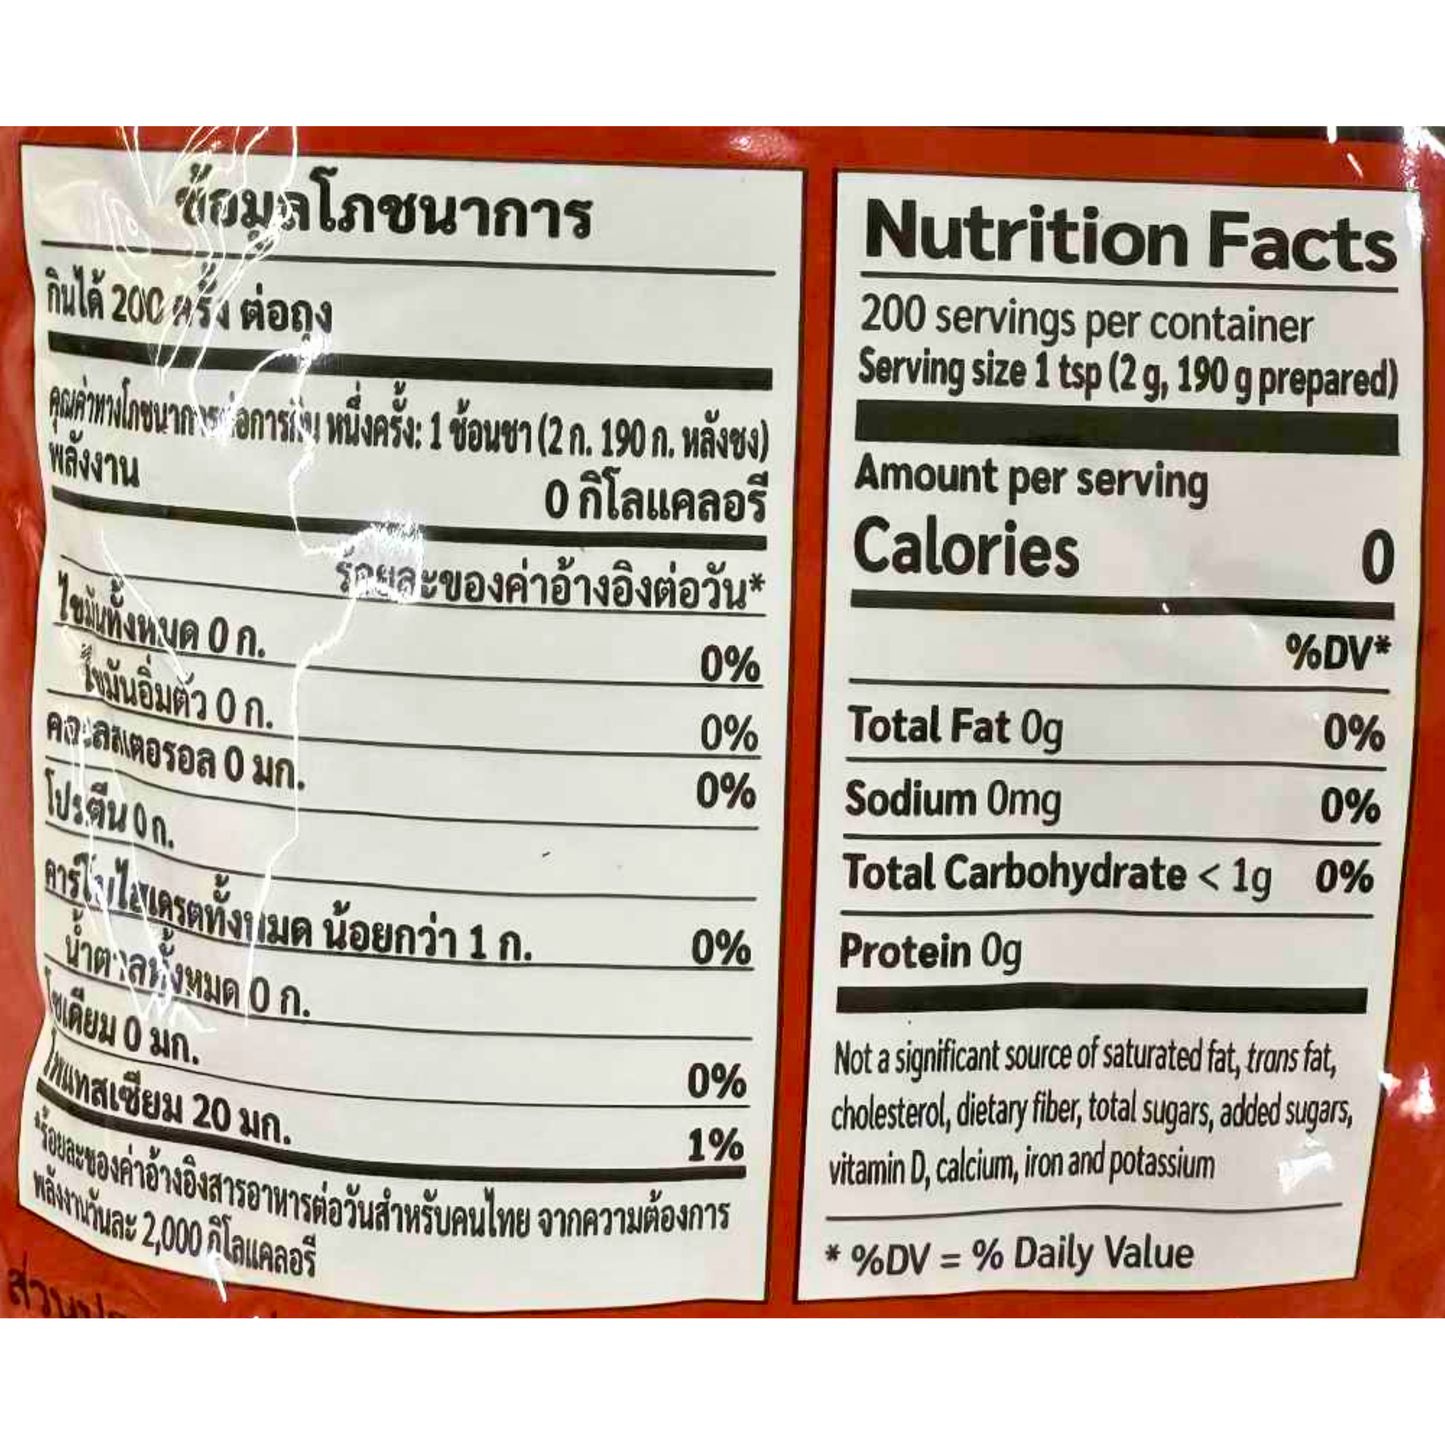 ข้อมูลโภชนาการ
กินได้ 200 ครั้ง ต่อถุง
คุณค่าทางโภชนาการต่อการกิน หนึ่งครั้ง: 1 ช้อนชา (2 ก. 190 ก. หลังชง)
พลังงาน 0 กิโลแคลอรี
ร้อยละของค่าอ้างอิงต่อวัน*
ไขมันทั้งหมด 0 ก. 0%
ไขมันอิ่มตัว 0 ก. 0%
คอเลสเตอรอล 0 มก. 0%
โปรตีน 0 ก.
คาร์โบไฮเดรตทั้งหมด น้อยกว่า 1 ก. 0%
น้ำตาลทั้งหมด 0 ก.
โซเดียม 0 มก. 0%
โพแทสเซียม 20 มก. 1%
*ร้อยละของค่าอ้างอิงสารอาหารต่อวันสำหรับคนไทย จากความต้องการ
พลังงานวันละ 2,000 กิโลแคลอรี
Nutrition Facts
200 servings per container
Serving size 1 tsp (2 g, 190 g prepared)
Amount per serving
Calories 0
%DV*
Total Fat 0g 0%
Sodium 0mg 0%
Total Carbohydrate < 1g 0%
Protein 0g
Not a significant source of saturated fat, trans fat,
cholesterol, dietary fiber, total sugars, added sugars,
vitamin D, calcium, iron and potassium
* %DV = % Daily Value